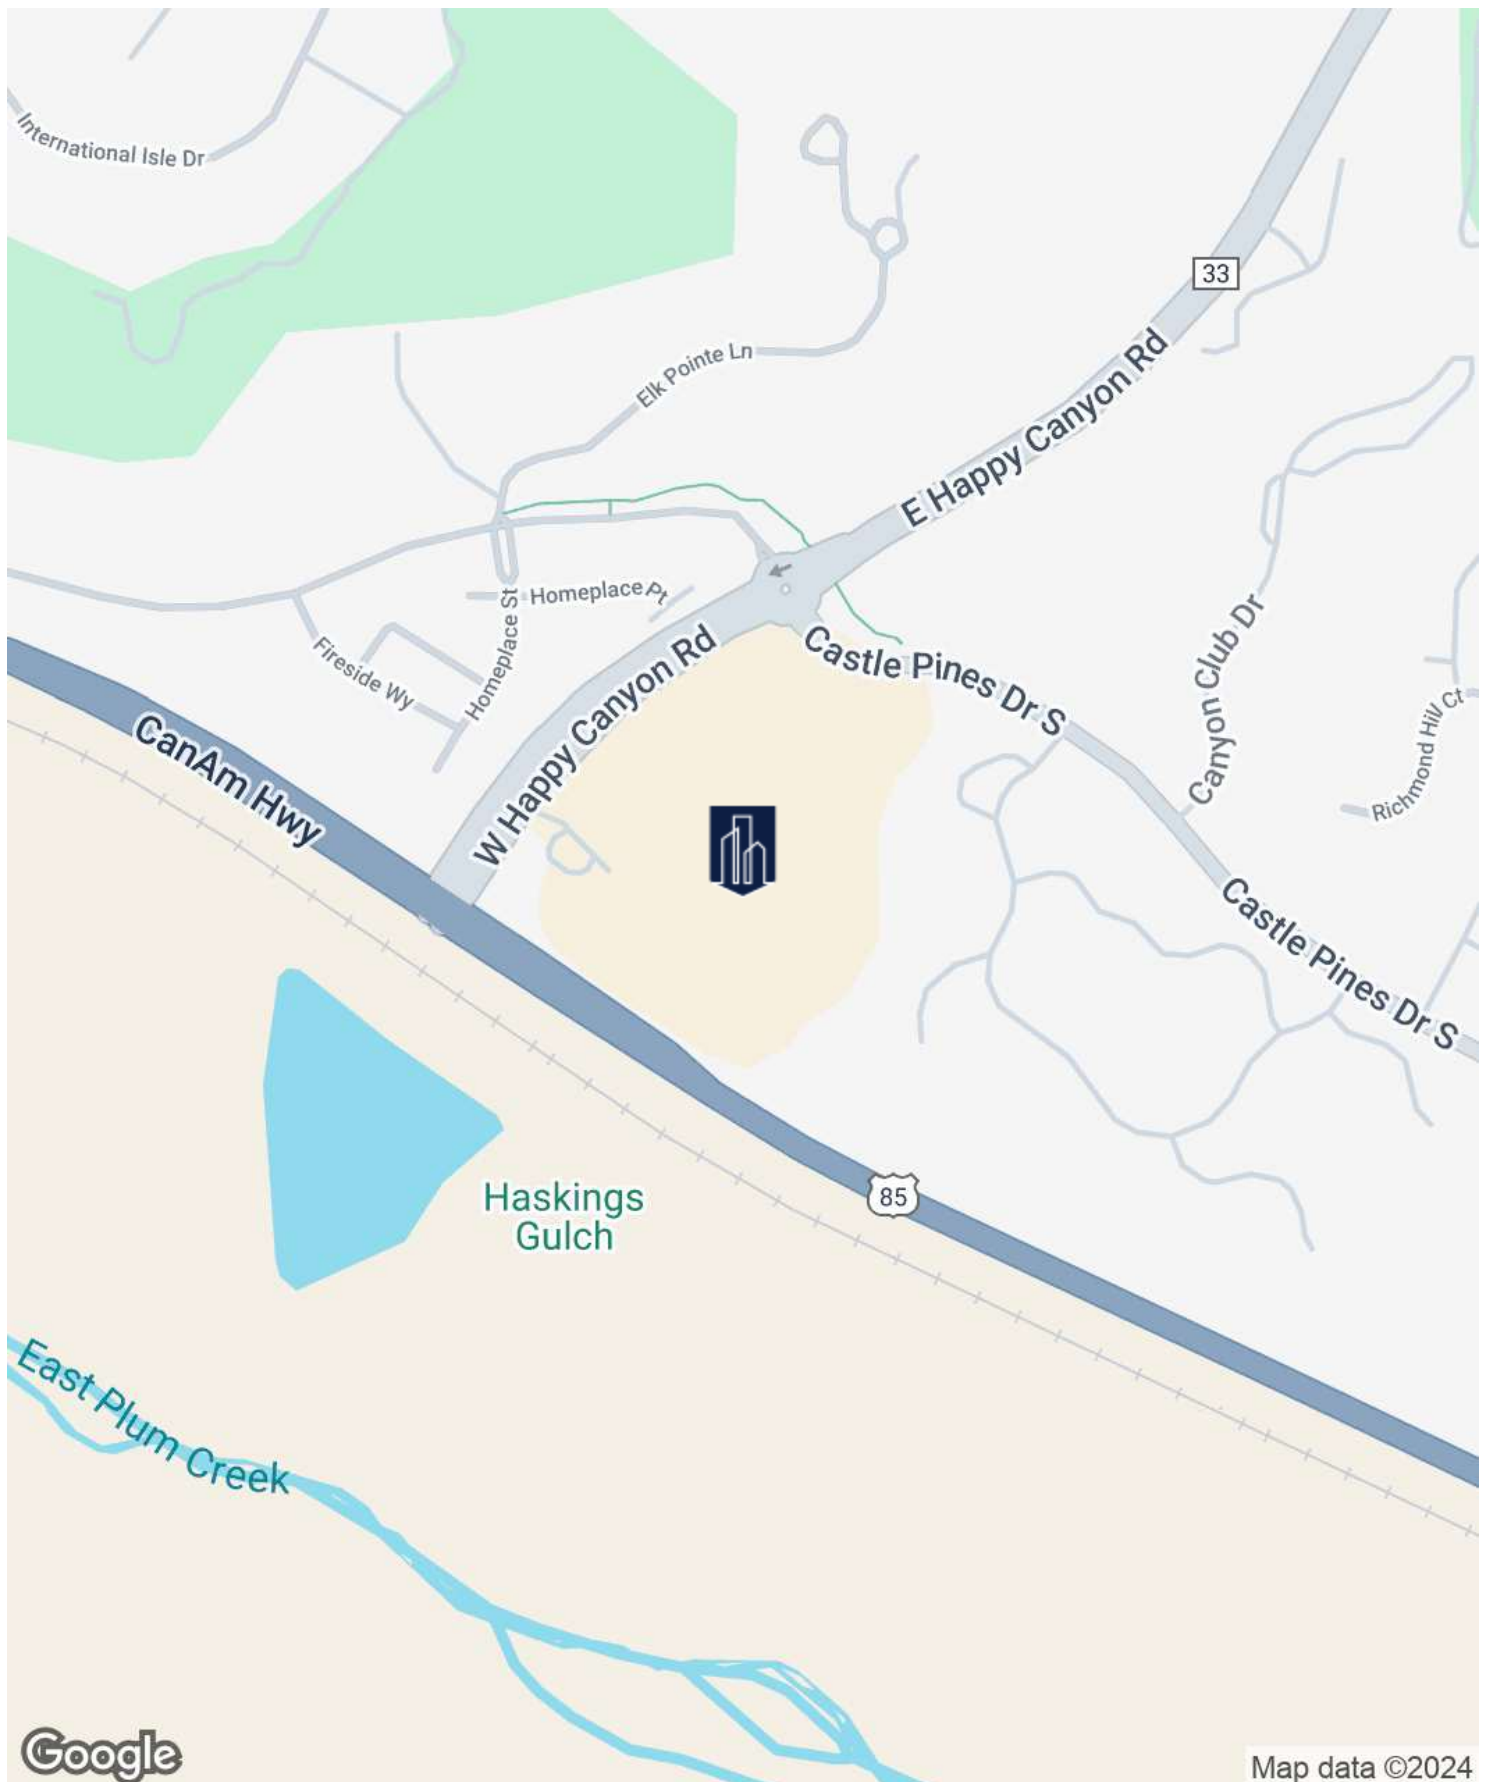 International Isle Dr
33
Elk Pointe Ln
E Happy Canyon Rd
Homeplace Pt
Homeplace St
Fireside Wy
W Happy Canyon Rd
Castle Pines Dr S
Canyon Club Dr
Richmond Hill Ct
CanAm Hwy
Castle Pines Dr S
85
Haskings
Gulch
East Plum Creek
Google
Map data ©2024